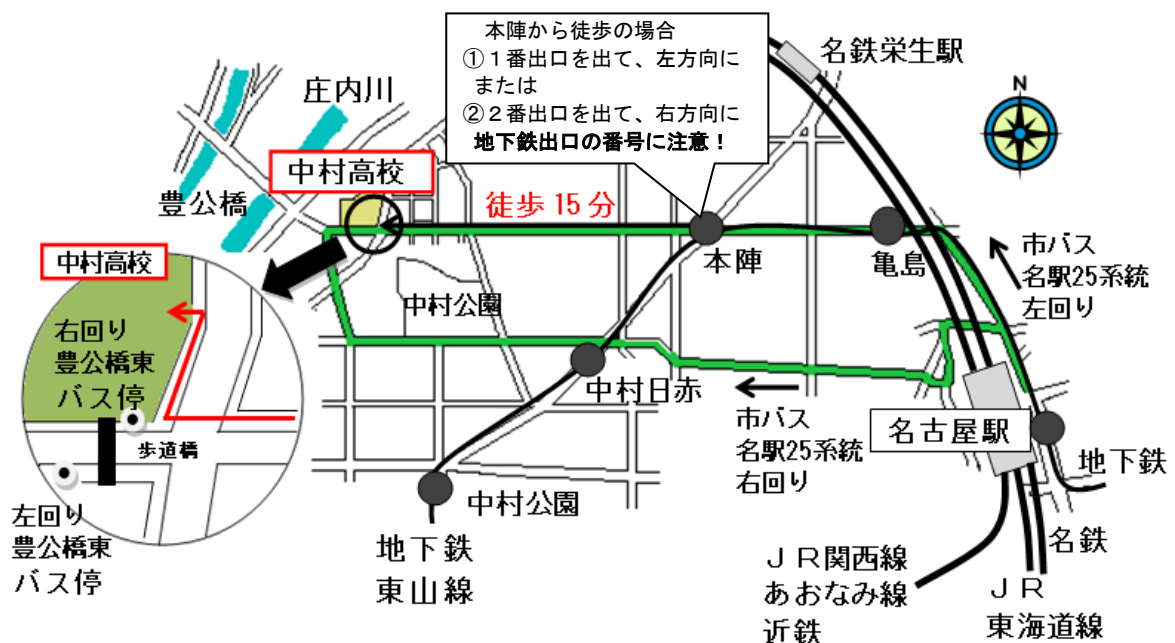 本陣から徒歩の場合
①１番出口を出て、左方向に
または
②２番出口を出て、右方向に
地下鉄出口の番号に注意！
名鉄栄生駅
N
庄内川
中村高校
豊公橋
徒歩15分
本陣
亀島
市バス
名駅25系統
左回り
中村高校
中村公園
右回り
豊公橋東
バス停
中村日赤
市バス
名駅25系統
右回り
名古屋駅
歩道橋
地下鉄
中村公園
左回り
豊公橋東
バス停
地下鉄
東山線
名鉄
ＪＲ関西線
あおなみ線
近鉄
ＪＲ
東海道線